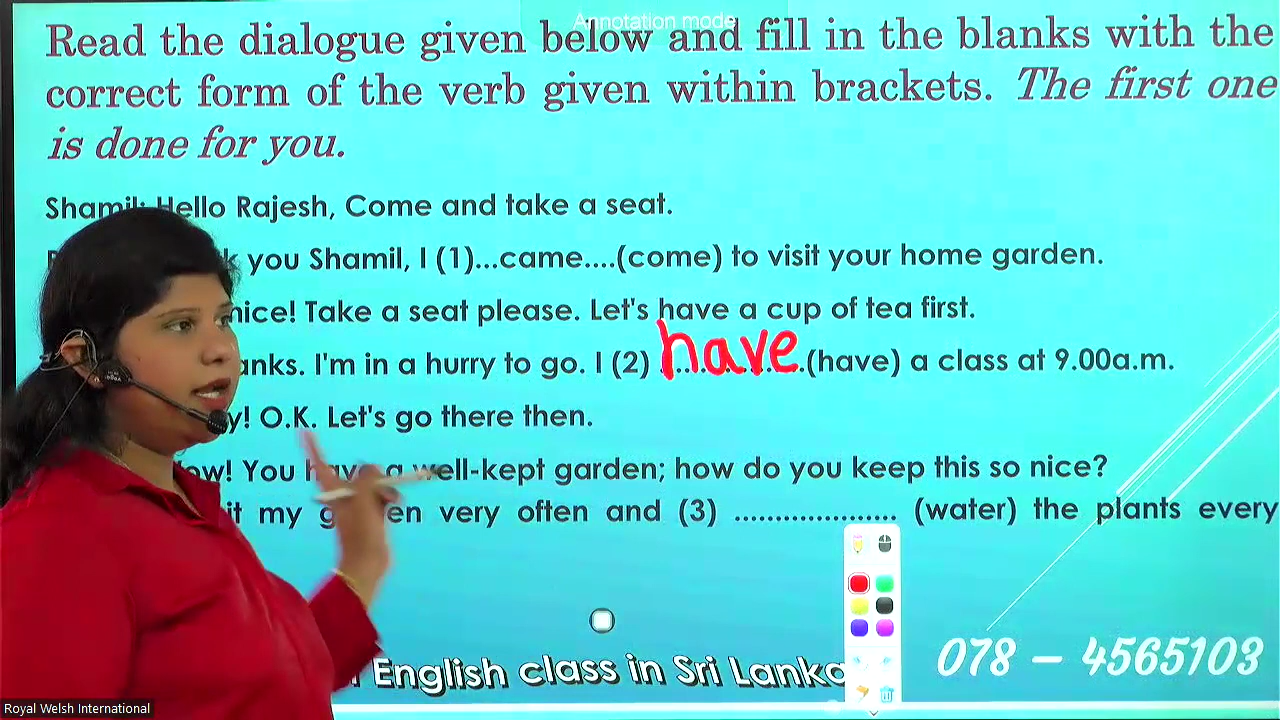 Annotation mode
Read the dialogue given below and fill in the blanks with the
correct form of the verb given within brackets. The first one
is done for you.
Shamil: Hello Rajesh, Come and take a seat.
you Shamil, I (1)...came....(come) to visit your home garden.
nice! Take a seat please. Let's have a cup of tea first.
I'm in a hurry to go. I (2) have (have) a class at 9.00a.m.
O.K. Let's go there then.
You have a well-kept garden; how do you keep this so nice?
my garden very often and (3) .................... (water) the plants every
English class in Sri Lanka
078 – 4565103
Royal Welsh International